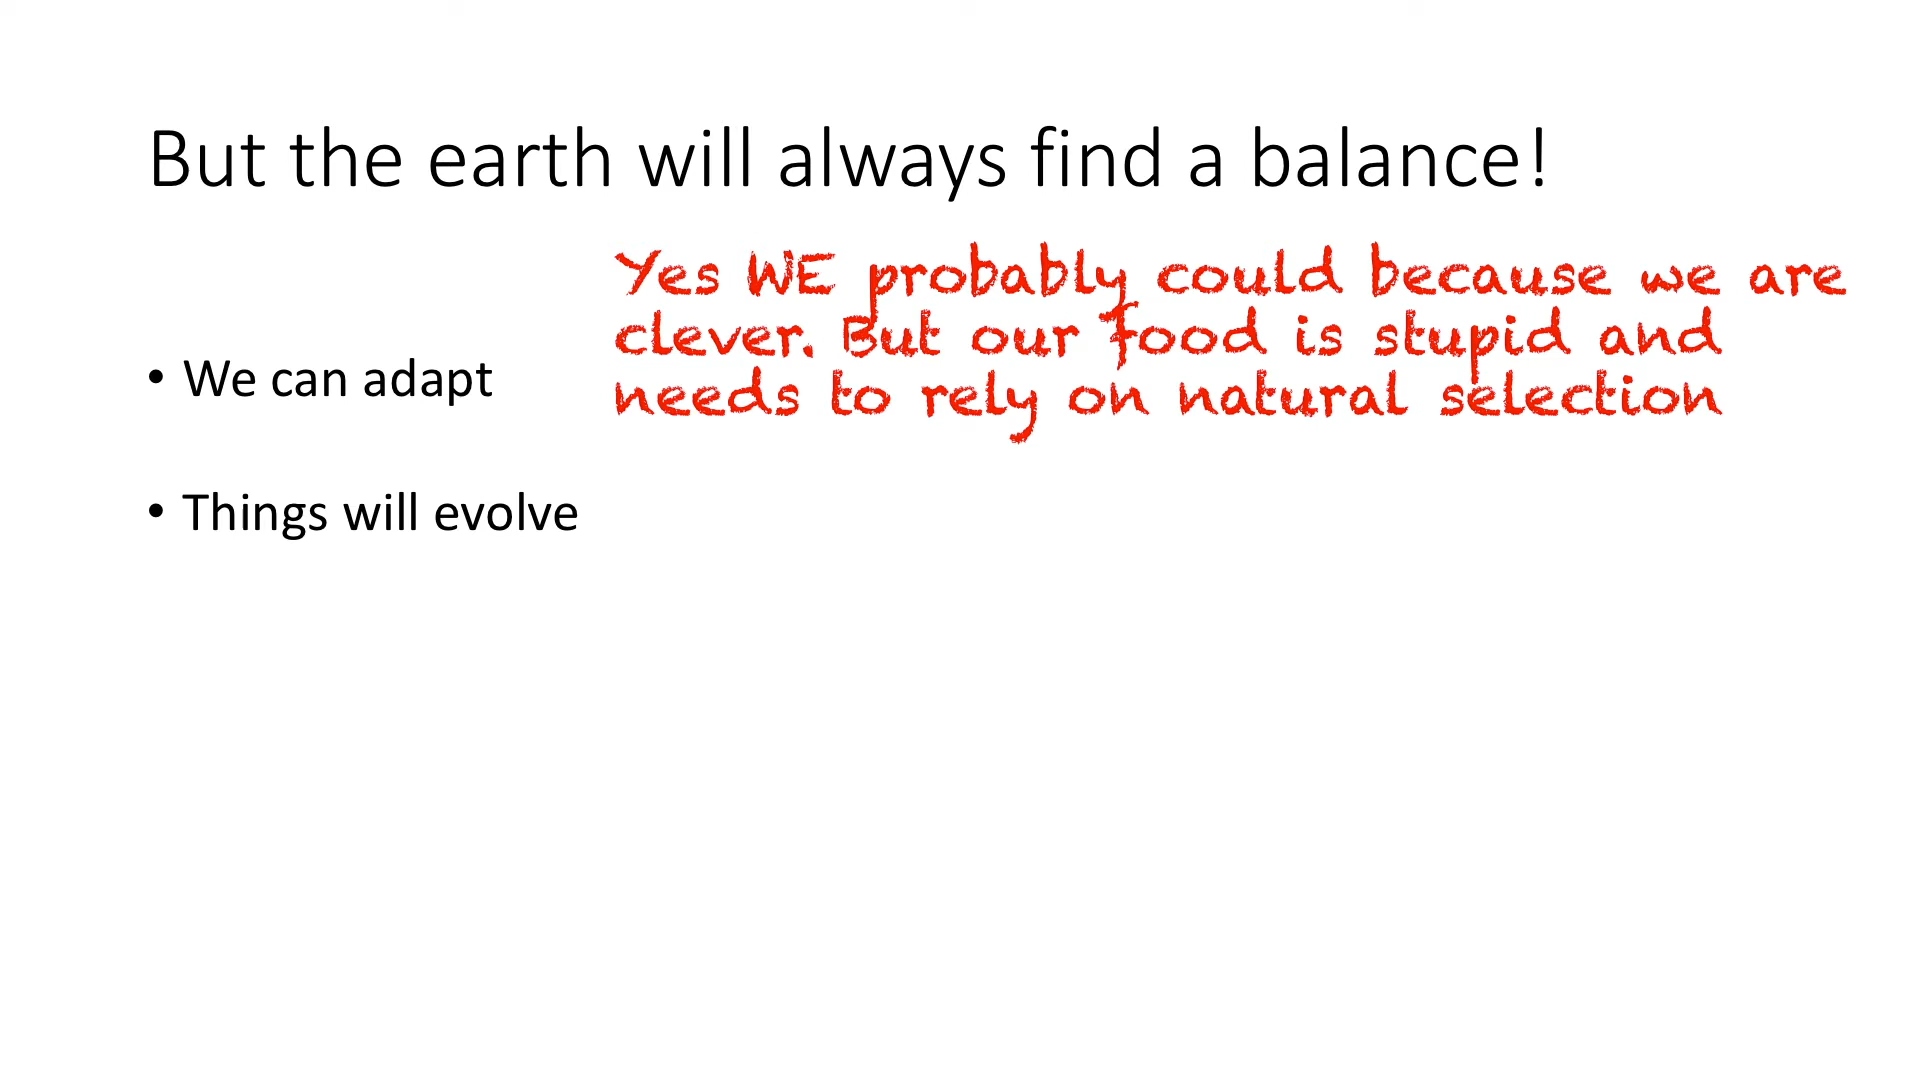 But the earth will always find a balance!
Yes WE probably could because we are
clever. But our food is stupid and
needs to rely on natural selection
• We can adapt
• Things will evolve